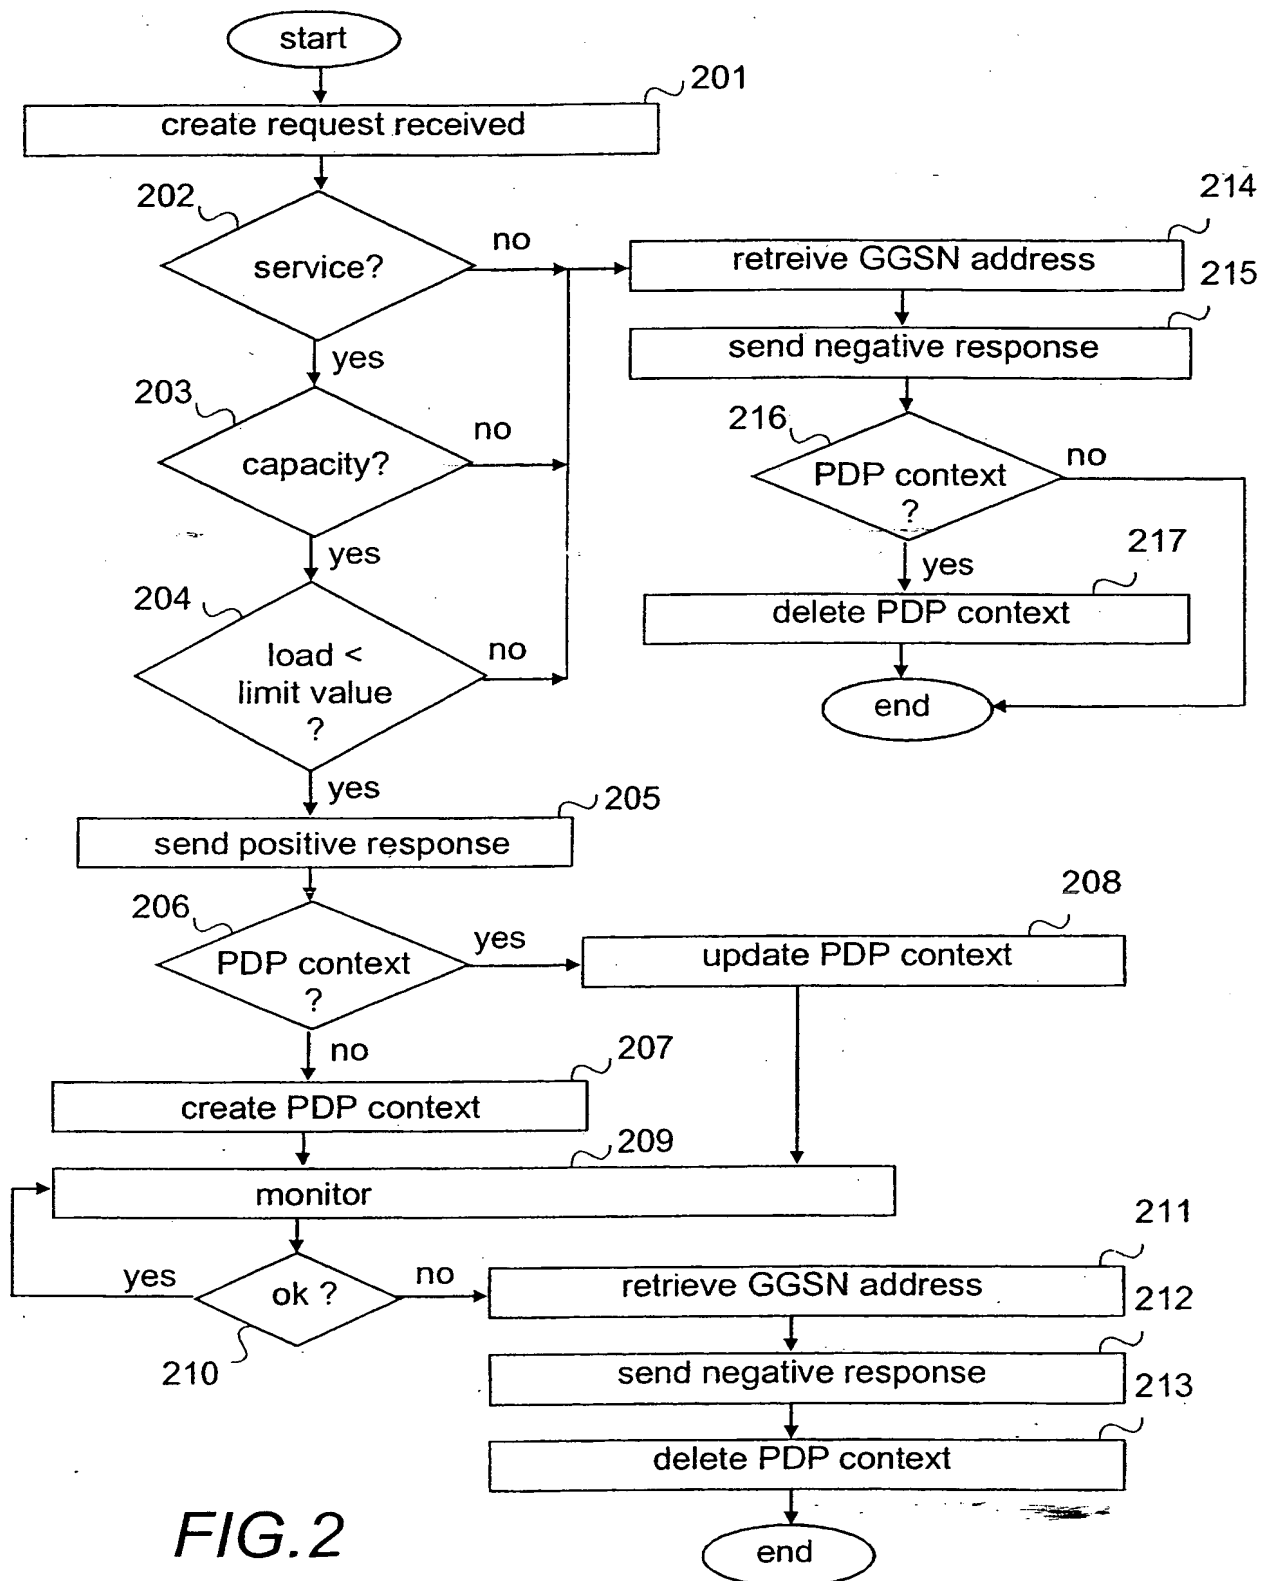 start
201
create request received
202
service?
no
yes
214
retreive GGSN address
215
send negative response
203
capacity?
no
yes
216
PDP context
?
no
yes
217
delete PDP context
end
204
load <
limit value
?
no
yes
205
send positive response
206
PDP context
?
yes
no
208
update PDP context
207
create PDP context
209
monitor
210
ok ?
yes
no
211
retrieve GGSN address
212
send negative response
213
delete PDP context
end
FIG.2